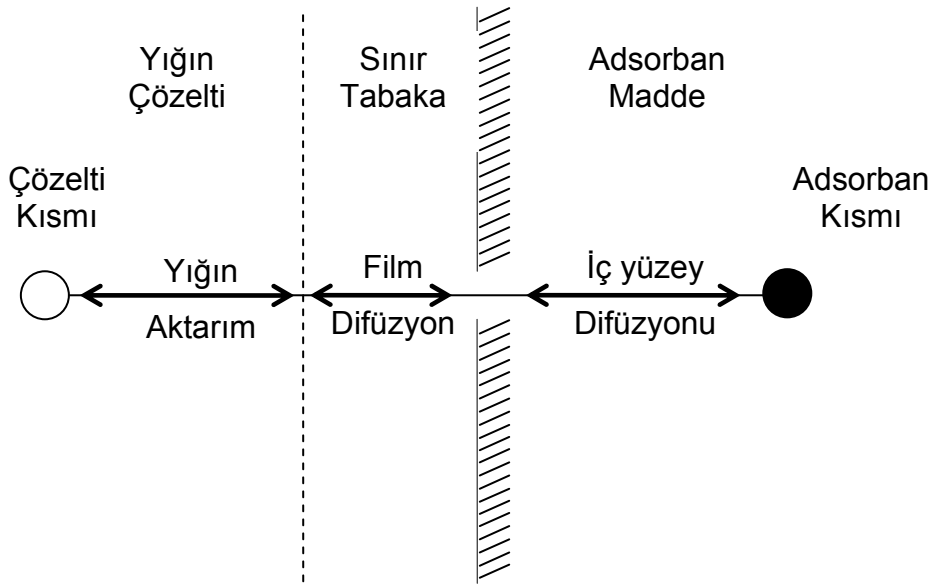 Yığın
Çözelti
Sınır
Tabaka
Adsorban
Madde
Çözelti
Kısmı
Adsorban
Kısmı
Yığın
Aktarım
Film
Difüzyon
İç yüzey
Difüzyonu